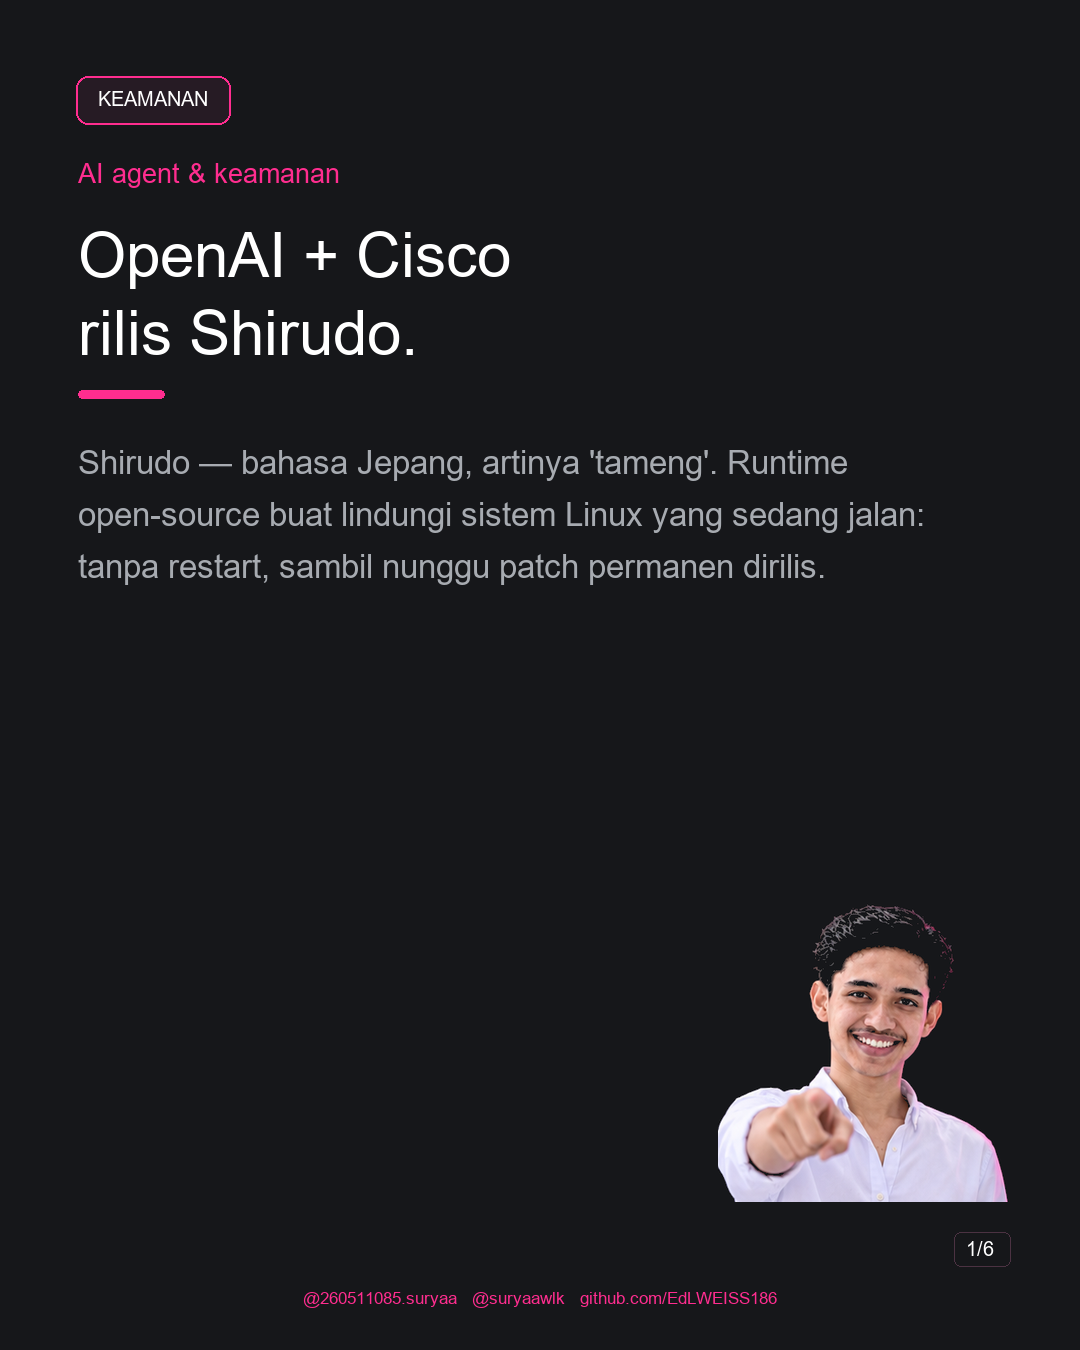 KEAMANAN
AI agent & keamanan
OpenAI + Cisco
rilis Shirudo.
Shirudo — bahasa Jepang, artinya 'tameng'. Runtime
open-source buat lindungi sistem Linux yang sedang jalan:
tanpa restart, sambil nunggu patch permanen dirilis.
1/6
@260511085.suryaa @suryaawlk github.com/EdLWEISS186